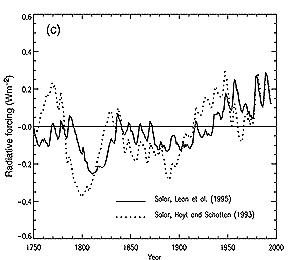 (c)
0.6
0.4
0.2
0.0
-0.2
-0.4
-0.6
Radiative forcing (Wm⁻²)
Solar, Lean et al. (1995)
Solar, Hoyt and Schatten (1993)
1750
1800
1850
1900
1950
2000
Year